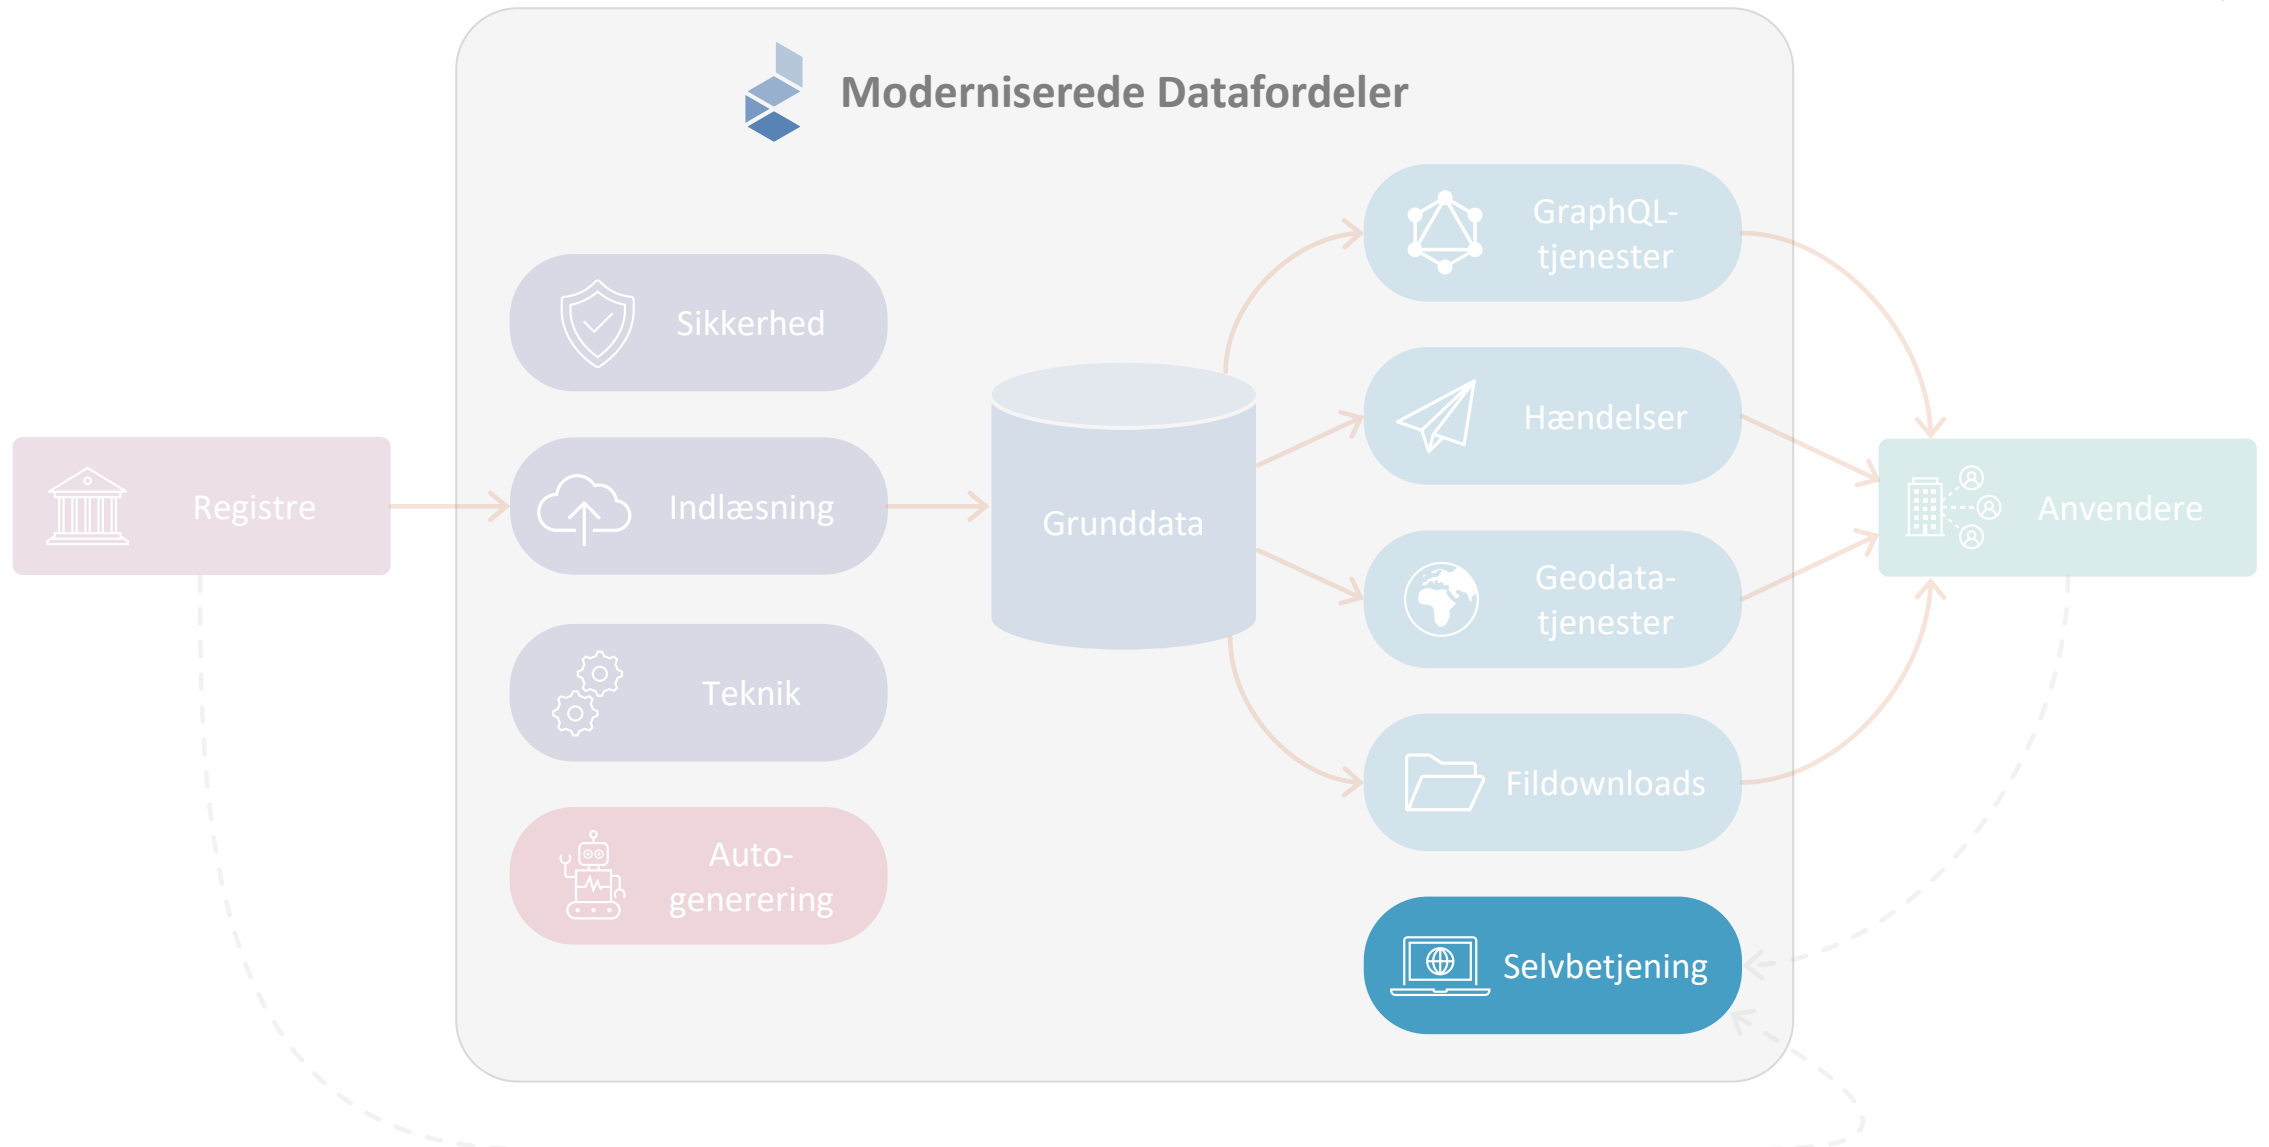 Moderniserede Datafordeler
Registre
Sikkerhed
Indlæsning
Teknik
Auto-
generering
Grunddata
GraphQL-
tjenester
Hændelser
Geodata-
tjenester
Fildownloads
Selvbetjening
Anvendere